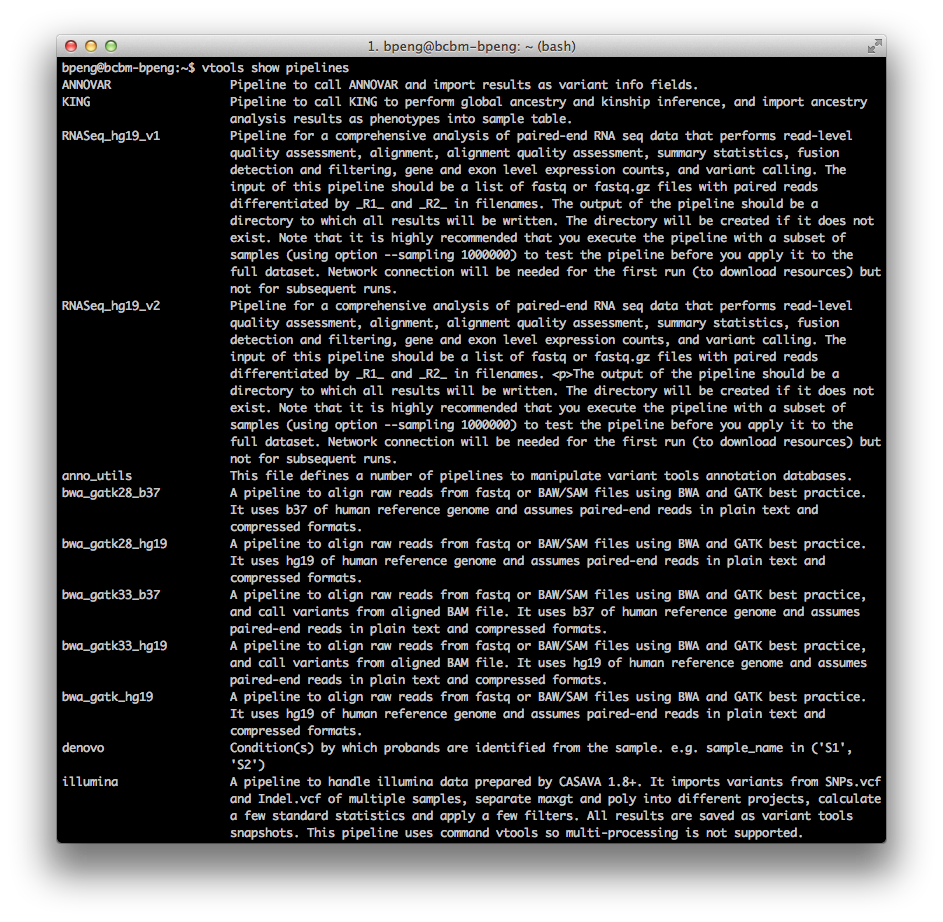 1. bpeng@bcbm-bpeng: ~ (bash)
bpeng@bcbm-bpeng:~$ vtools show pipelines
ANNOVAR Pipeline to call ANNOVAR and import results as variant info fields.
KING Pipeline to call KING to perform global ancestry and kinship inference, and import ancestry
analysis results as phenotypes into sample table.
RNASeq_hg19_v1 Pipeline for a comprehensive analysis of paired-end RNA seq data that performs read-level
quality assessment, alignment, alignment quality assessment, summary statistics, fusion
detection and filtering, gene and exon level expression counts, and variant calling. The
input of this pipeline should be a list of fastq or fastq.gz files with paired reads
differentiated by _R1_ and _R2_ in filenames. The output of the pipeline should be a
directory to which all results will be written. The directory will be created if it does not
exist. Note that it is highly recommended that you execute the pipeline with a subset of
samples (using option --sampling 1000000) to test the pipeline before you apply it to the
full dataset. Network connection will be needed for the first run (to download resources) but
not for subsequent runs.
RNASeq_hg19_v2 Pipeline for a comprehensive analysis of paired-end RNA seq data that performs read-level
quality assessment, alignment, alignment quality assessment, summary statistics, fusion
detection and filtering, gene and exon level expression counts, and variant calling. The
input of this pipeline should be a list of fastq or fastq.gz files with paired reads
differentiated by _R1_ and _R2_ in filenames. <p>The output of the pipeline should be a
directory to which all results will be written. The directory will be created if it does not
exist. Note that it is highly recommended that you execute the pipeline with a subset of
samples (using option --sampling 1000000) to test the pipeline before you apply it to the
full dataset. Network connection will be needed for the first run (to download resources) but
not for subsequent runs.
anno_utils This file defines a number of pipelines to manipulate variant tools annotation databases.
bwa_gatk28_b37 A pipeline to align raw reads from fastq or BAW/SAM files using BWA and GATK best practice.
It uses b37 of human reference genome and assumes paired-end reads in plain text and
compressed formats.
bwa_gatk28_hg19 A pipeline to align raw reads from fastq or BAW/SAM files using BWA and GATK best practice.
It uses hg19 of human reference genome and assumes paired-end reads in plain text and
compressed formats.
bwa_gatk33_b37 A pipeline to align raw reads from fastq or BAW/SAM files using BWA and GATK best practice,
and call variants from aligned BAM file. It uses b37 of human reference genome and assumes
paired-end reads in plain text and compressed formats.
bwa_gatk33_hg19 A pipeline to align raw reads from fastq or BAW/SAM files using BWA and GATK best practice,
and call variants from aligned BAM file. It uses hg19 of human reference genome and assumes
paired-end reads in plain text and compressed formats.
bwa_gatk_hg19 A pipeline to align raw reads from fastq or BAW/SAM files using BWA and GATK best practice.
It uses hg19 of human reference genome and assumes paired-end reads in plain text and
compressed formats.
denovo Condition(s) by which probands are identified from the sample. e.g. sample_name in ('S1',
'S2')
illumina A pipeline to handle illumina data prepared by CASAVA 1.8+. It imports variants from SNPs.vcf
and Indel.vcf of multiple samples, separate maxgt and poly into different projects, calculate
a few standard statistics and apply a few filters. All results are saved as variant tools
snapshots. This pipeline uses command vtools so multi-processing is not supported.